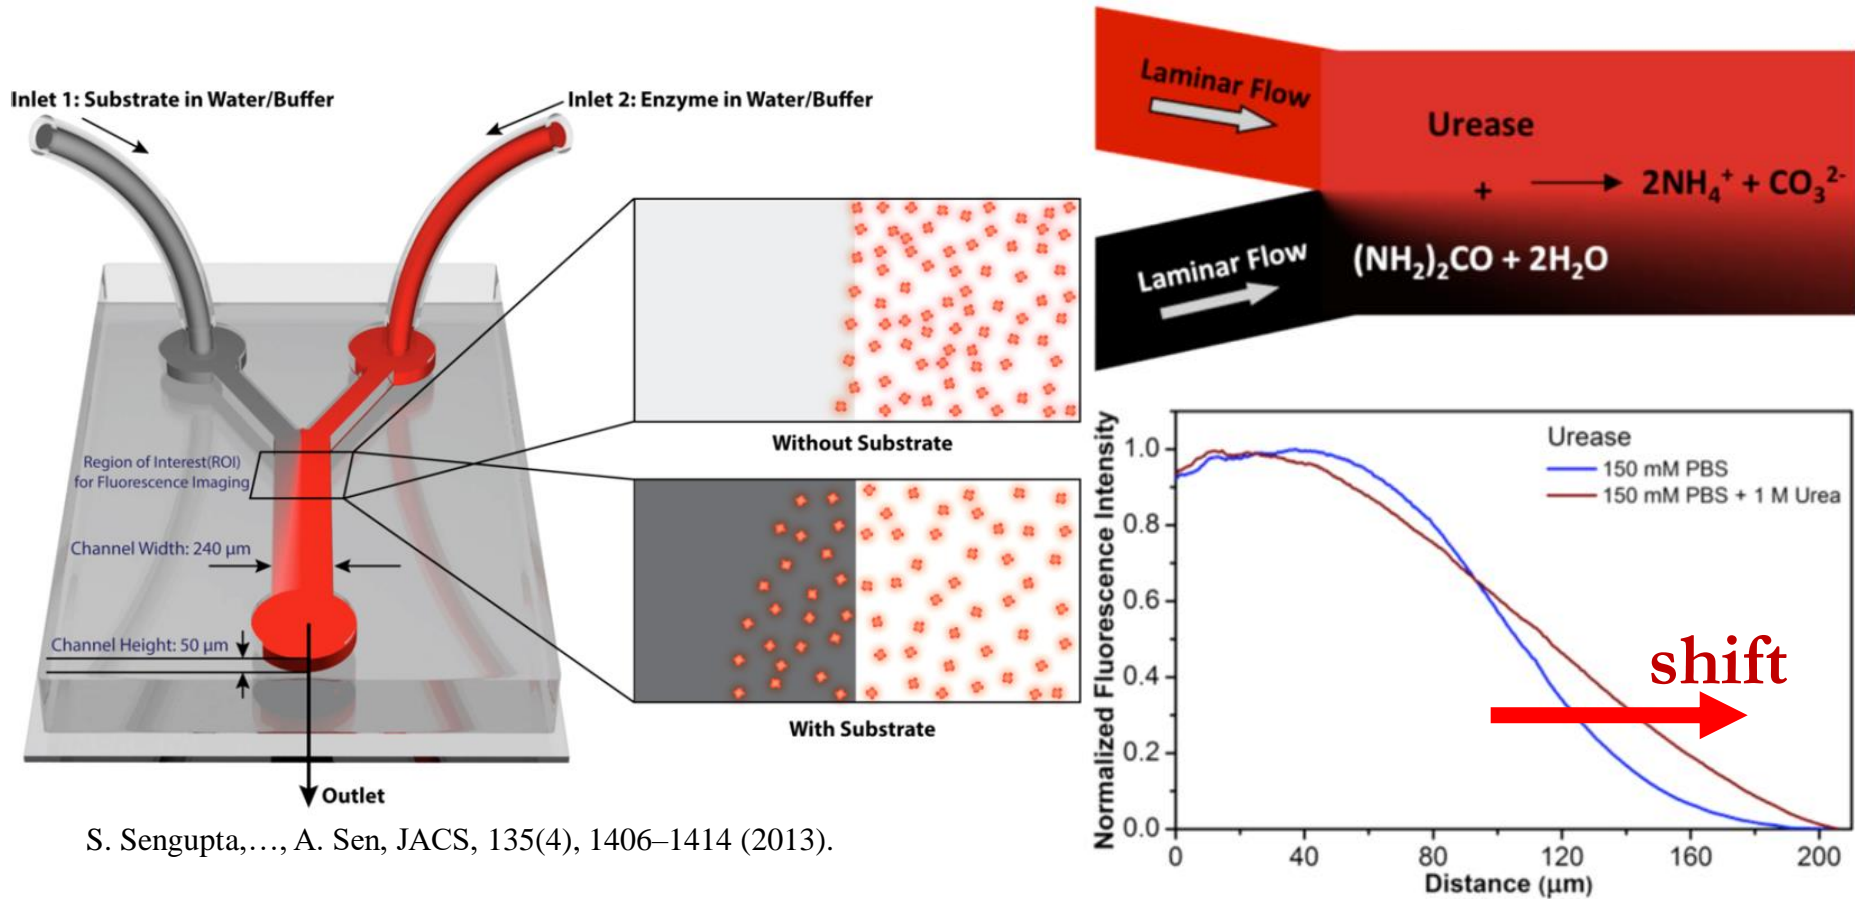 Inlet 1: Substrate in Water/Buffer
Inlet 2: Enzyme in Water/Buffer
Region of Interest(ROI)
for Fluorescence Imaging
Channel Width: 240 μm
Channel Height: 50 μm
Outlet
Without Substrate
With Substrate
S. Sengupta,…, A. Sen, JACS, 135(4), 1406–1414 (2013).
Laminar Flow
Urease
+ → 2NH₄⁺ + CO₃²⁻
Laminar Flow
(NH₂)₂CO + 2H₂O
Normalized Fluorescence Intensity
1.0
0.8
0.6
0.4
0.2
0.0
Urease
150 mM PBS
150 mM PBS + 1 M Urea
shift
0 40 80 120 160 200
Distance (μm)